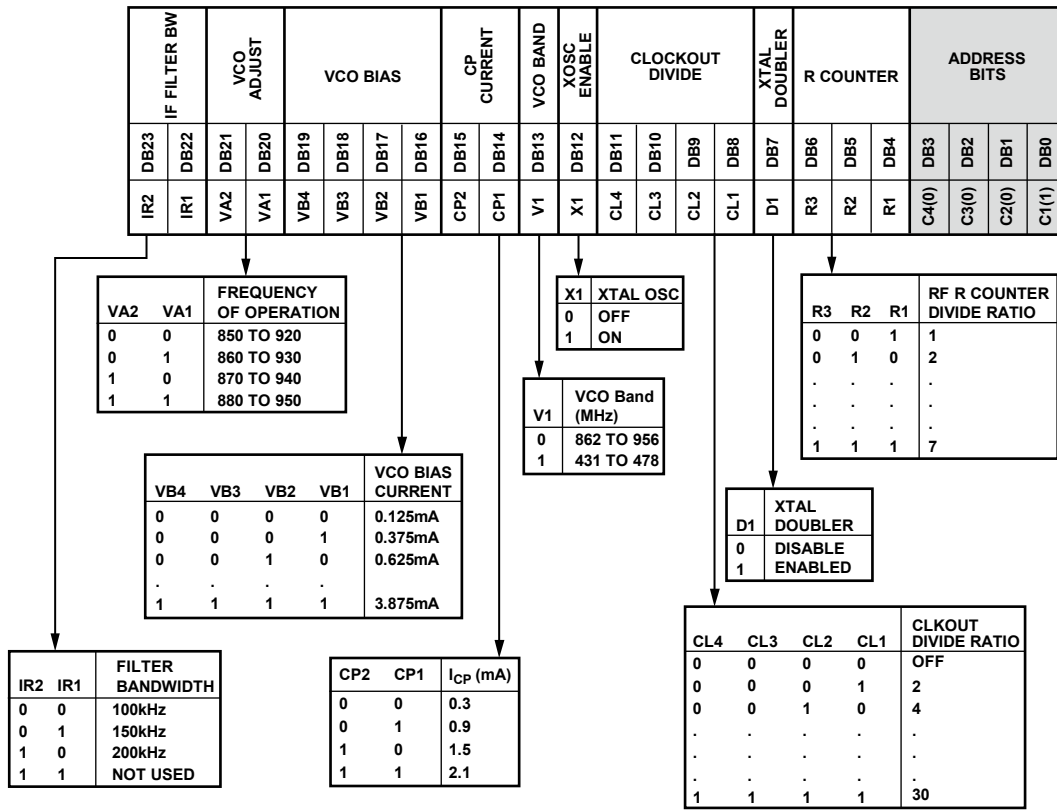 IF FILTER BW
VCO ADJUST
VCO BIAS
CP CURRENT
VCO BAND
XOSC ENABLE
CLOCKOUT DIVIDE
XTAL DOUBLER
R COUNTER
ADDRESS BITS
DB23 DB22 DB21 DB20 DB19 DB18 DB17 DB16 DB15 DB14 DB13 DB12 DB11 DB10 DB9 DB8 DB7 DB6 DB5 DB4 DB3 DB2 DB1 DB0
IR2 IR1 VA2 VA1 VB4 VB3 VB2 VB1 CP2 CP1 V1 X1 CL4 CL3 CL2 CL1 D1 R3 R2 R1 C4(0) C3(0) C2(0) C1(1)
VA2 VA1 FREQUENCY OF OPERATION
0 0 850 TO 920
0 1 860 TO 930
1 0 870 TO 940
1 1 880 TO 950
X1 XTAL OSC
0 OFF
1 ON
R3 R2 R1 RF R COUNTER DIVIDE RATIO
0 0 1 1
0 1 0 2
. . . .
. . . .
. . . .
1 1 1 7
V1 VCO Band (MHz)
0 862 TO 956
1 431 TO 478
VB4 VB3 VB2 VB1 VCO BIAS CURRENT
0 0 0 0 0.125mA
0 0 0 1 0.375mA
0 0 1 0 0.625mA
. . .
1 1 1 1 3.875mA
D1 XTAL DOUBLER
0 DISABLE
1 ENABLED
IR2 IR1 FILTER BANDWIDTH
0 0 100kHz
0 1 150kHz
1 0 200kHz
1 1 NOT USED
CP2 CP1 ICP (mA)
0 0 0.3
0 1 0.9
1 0 1.5
1 1 2.1
CL4 CL3 CL2 CL1 CLKOUT DIVIDE RATIO
0 0 0 0 OFF
0 0 0 1 2
0 0 1 0 4
. . . . .
. . . . .
. . . . .
1 1 1 1 30